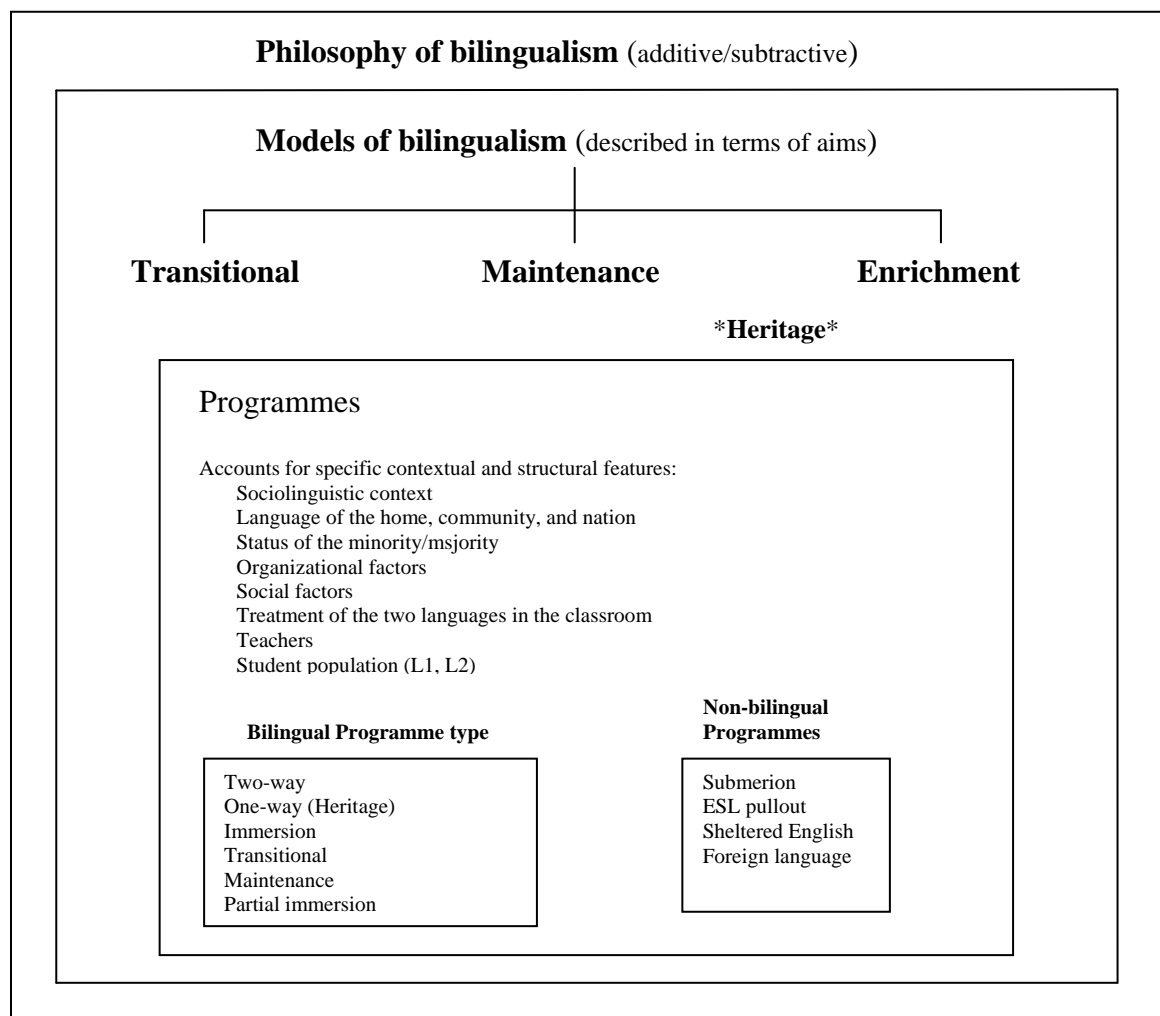 Philosophy of bilingualism (additive/subtractive)
Models of bilingualism (described in terms of aims)
Transitional
Maintenance
Enrichment
*Heritage*
Programmes
Accounts for specific contextual and structural features:
Sociolinguistic context
Language of the home, community, and nation
Status of the minority/msjority
Organizational factors
Social factors
Treatment of the two languages in the classroom
Teachers
Student population (L1, L2)
Bilingual Programme type
Two-way
One-way (Heritage)
Immersion
Transitional
Maintenance
Partial immersion
Non-bilingual
Programmes
Submerion
ESL pullout
Sheltered English
Foreign language